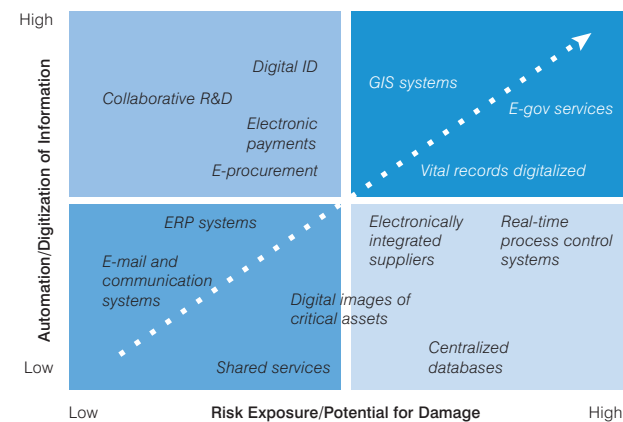 High
Automation/Digitization of Information
Low
Digital ID
Collaborative R&D
Electronic
payments
E-procurement
GIS systems
E-gov services
Vital records digitalized
ERP systems
E-mail and
communication
systems
Digital images of
critical assets
Shared services
Electronically
integrated
suppliers
Real-time
process control
systems
Centralized
databases
Low
Risk Exposure/Potential for Damage
High